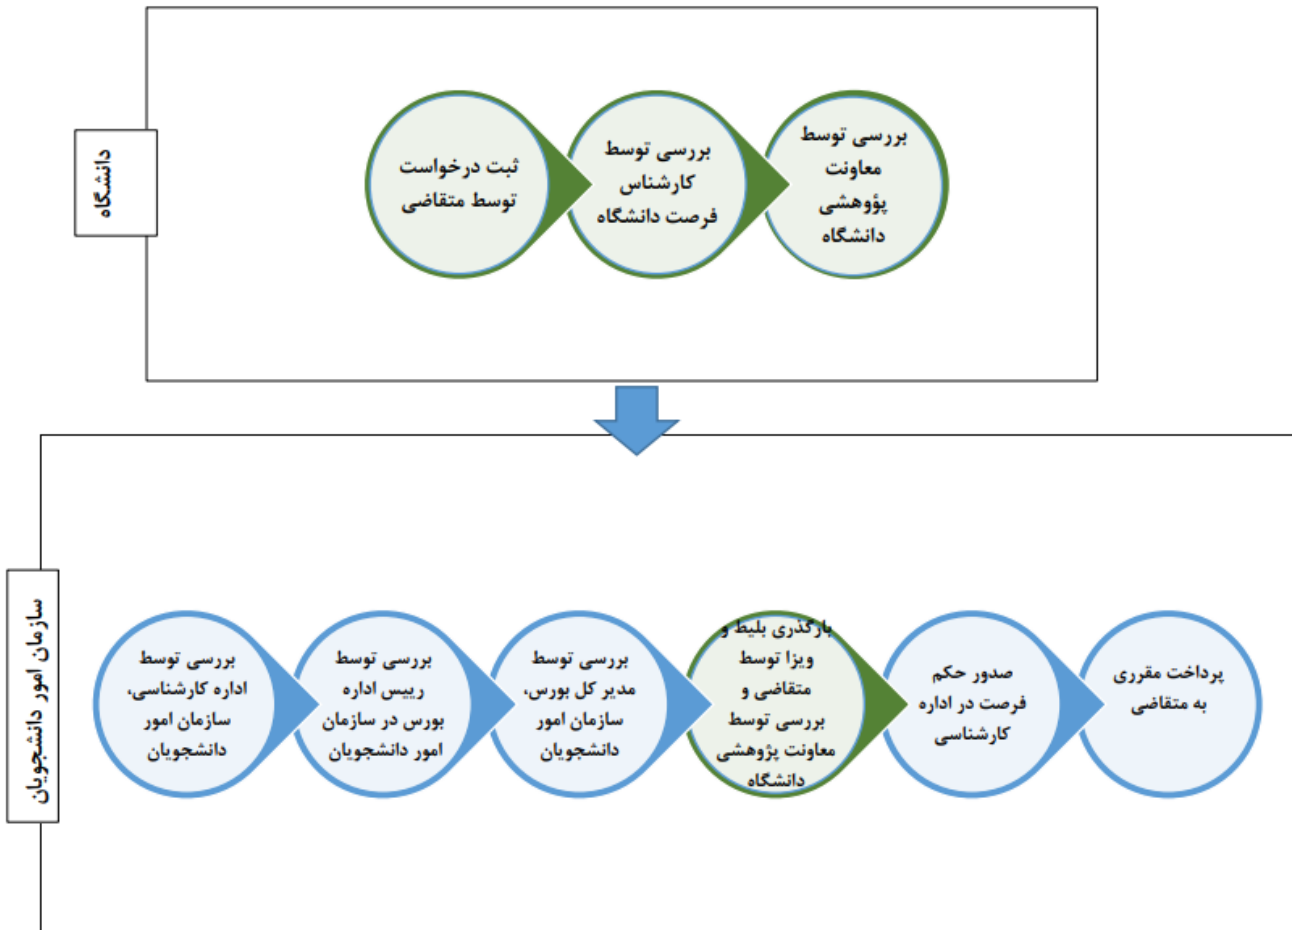 دانشگاه
ثبت درخواست
توسط متقاضی
بررسی توسط
کارشناس
فرصت دانشگاه
بررسی توسط
معاونت
پؤوهشی
دانشگاه
سازمان امور دانشجویان
بررسی توسط
اداره کارشناسی،
سازمان امور
دانشجویان
بررسی توسط
رییس اداره
بورس در سازمان
امور دانشجویان
بررسی توسط
مدیر کل بورس،
سازمان امور
دانشجویان
بارگذری بلیط و
ویزا توسط
متقاضی و
بررسی توسط
معاونت پژوهشی
دانشگاه
صدور حکم
فرصت در اداره
کارشناسی
پرداخت مقرری
به متقاضی